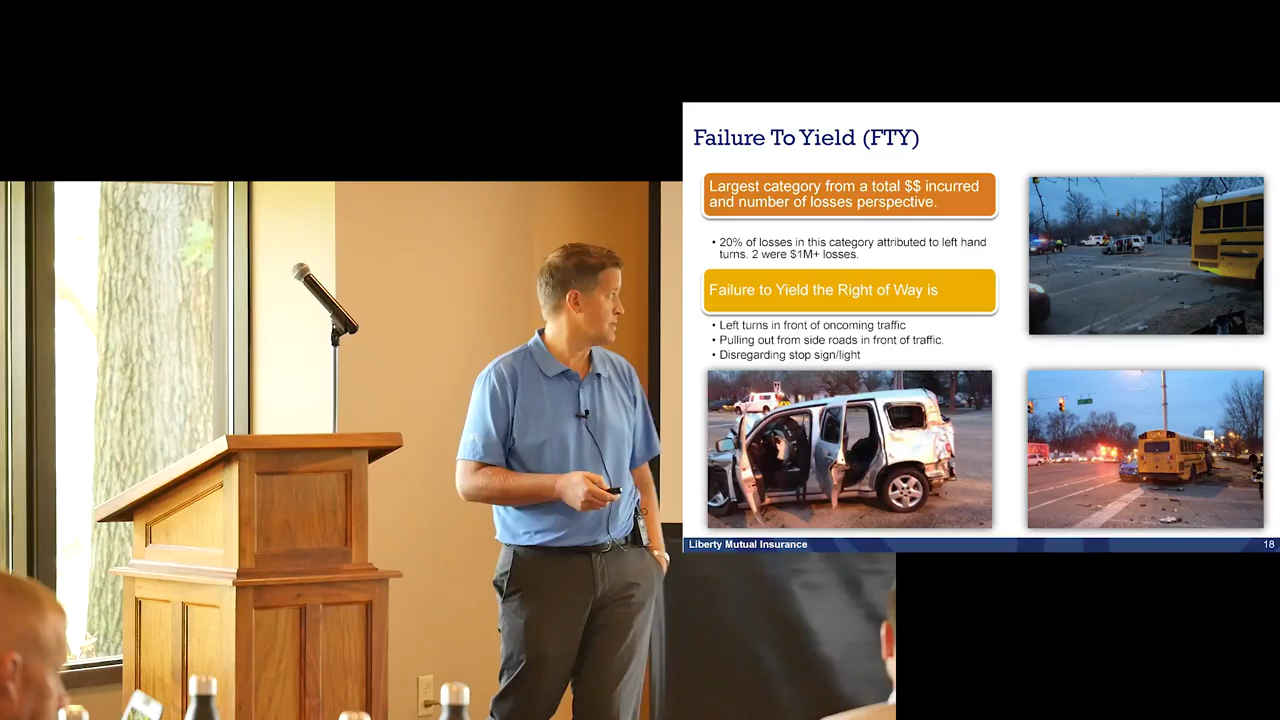 Failure To Yield (FTY)
Largest category from a total $$ incurred
and number of losses perspective.
• 20% of losses in this category attributed to left hand
turns. 2 were $1M+ losses.
Failure to Yield the Right of Way is
• Left turns in front of oncoming traffic
• Pulling out from side roads in front of traffic.
• Disregarding stop sign/light
Liberty Mutual Insurance
18